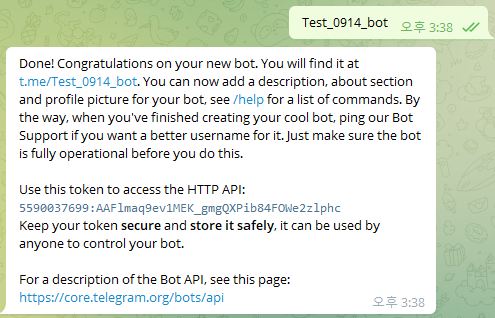 Test_0914_bot 오후 3:38
Done! Congratulations on your new bot. You will find it at
t.me/Test_0914_bot. You can now add a description, about section
and profile picture for your bot, see /help for a list of commands. By
the way, when you've finished creating your cool bot, ping our Bot
Support if you want a better username for it. Just make sure the bot
is fully operational before you do this.
Use this token to access the HTTP API:
5590037699:AAFlmaq9ev1MEK_gmgQXPib84FOWe2zlphc
Keep your token secure and store it safely, it can be used by
anyone to control your bot.
For a description of the Bot API, see this page:
https://core.telegram.org/bots/api
오후 3:38